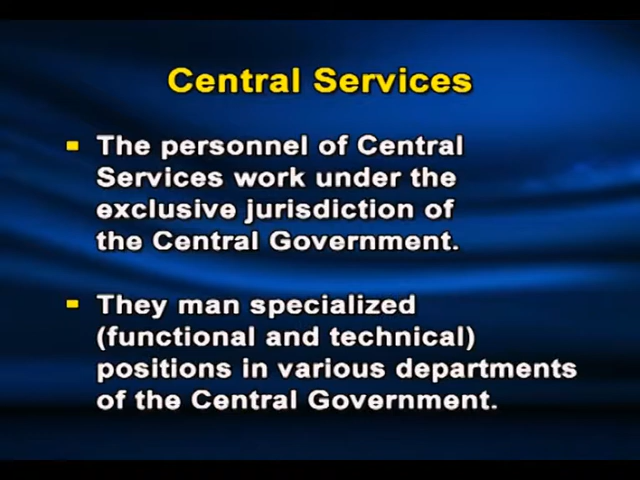 Central Services
The personnel of Central
Services work under the
exclusive jurisdiction of
the Central Government.
They man specialized
(functional and technical)
positions in various departments
of the Central Government.